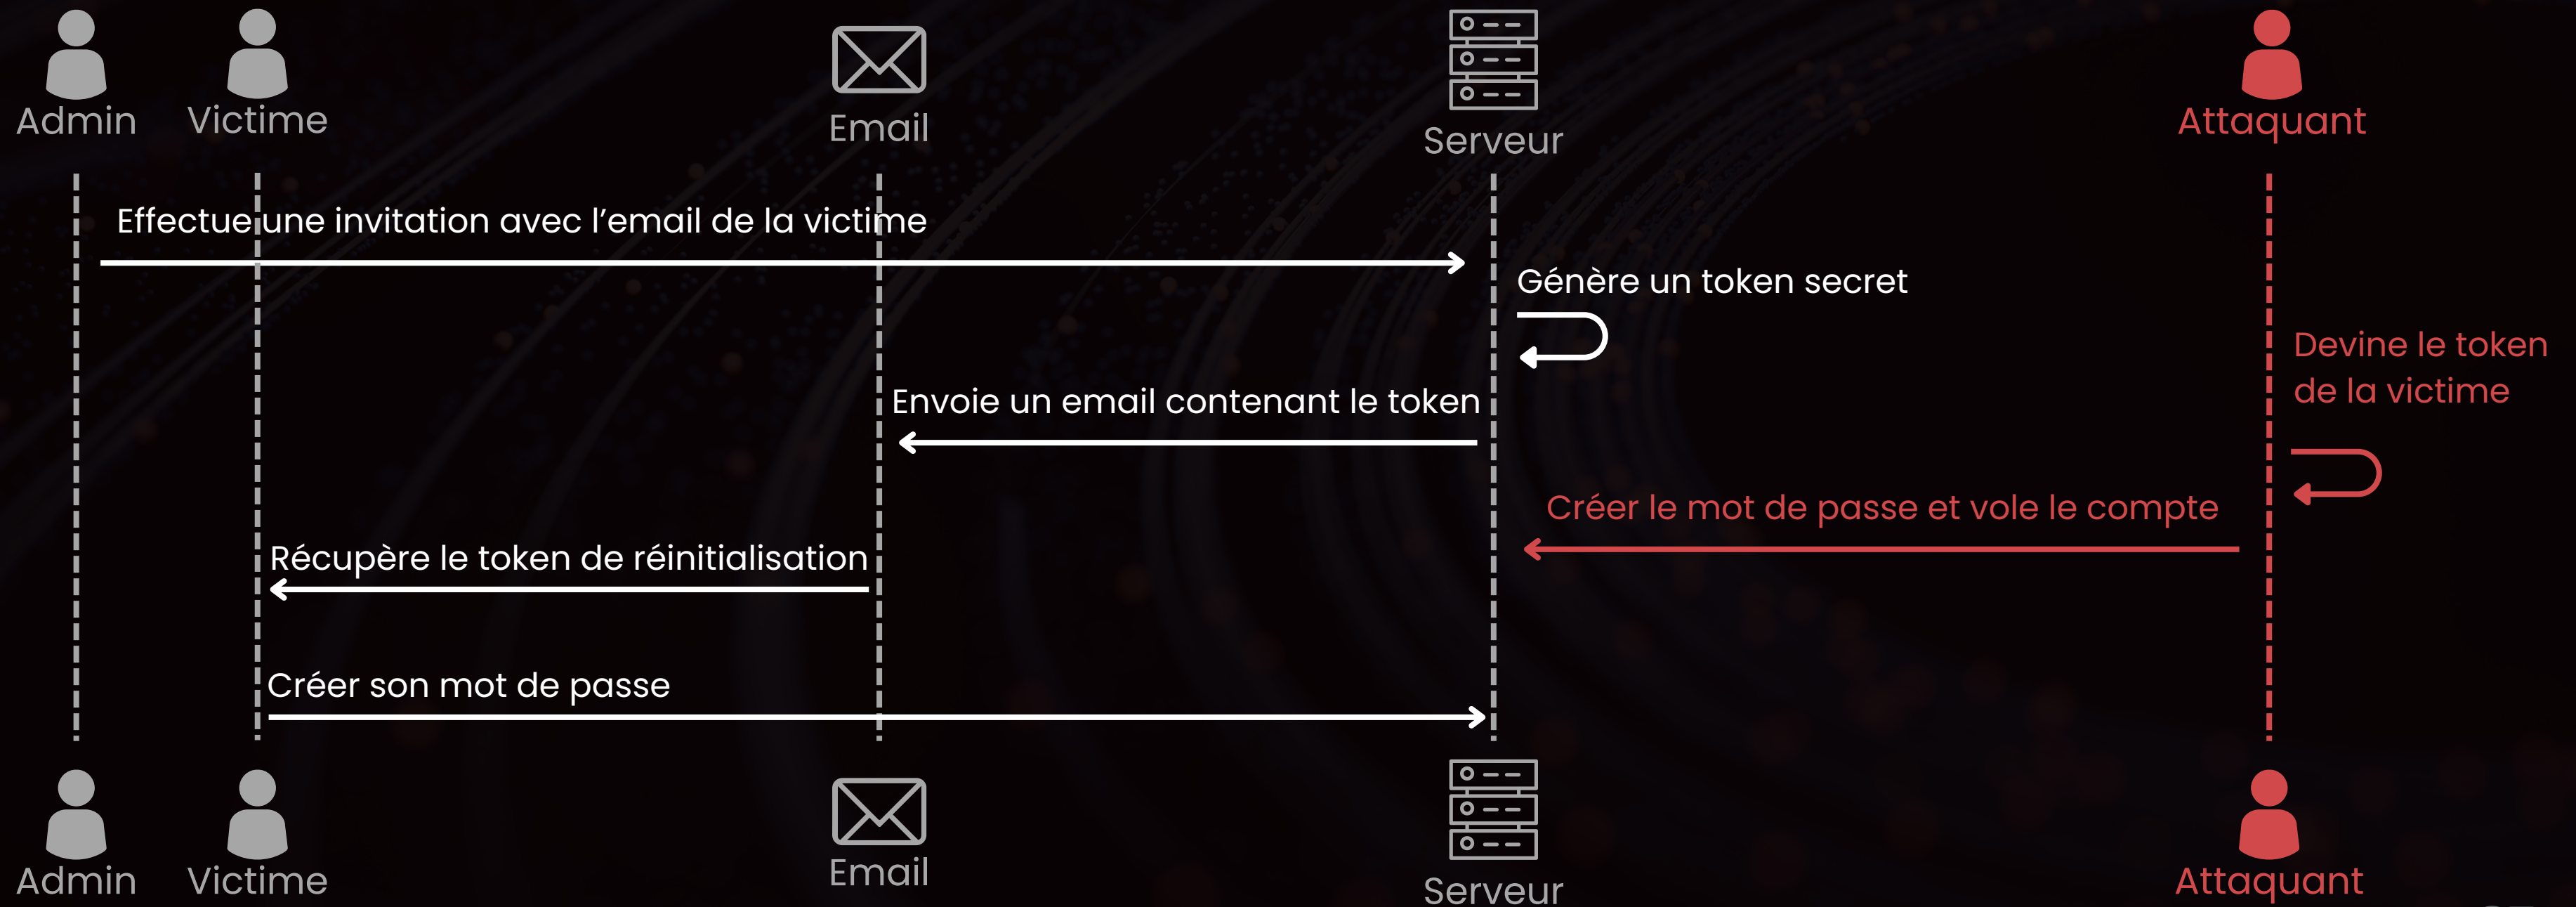 Admin
Victime
Email
Serveur
Attaquant
Effectue une invitation avec l’email de la victime
Génère un token secret
Devine le token
de la victime
Envoie un email contenant le token
Créer le mot de passe et vole le compte
Récupère le token de réinitialisation
Créer son mot de passe
Admin
Victime
Email
Serveur
Attaquant